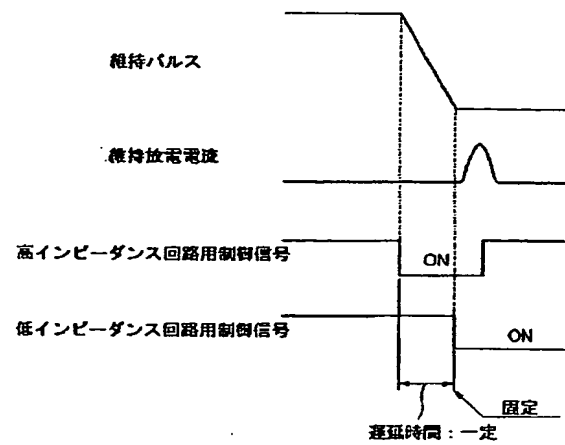 維持パルス
維持放電電流
高インピーダンス回路用制御信号
ON
低インピーダンス回路用制御信号
ON
固定
遅延時間：一定